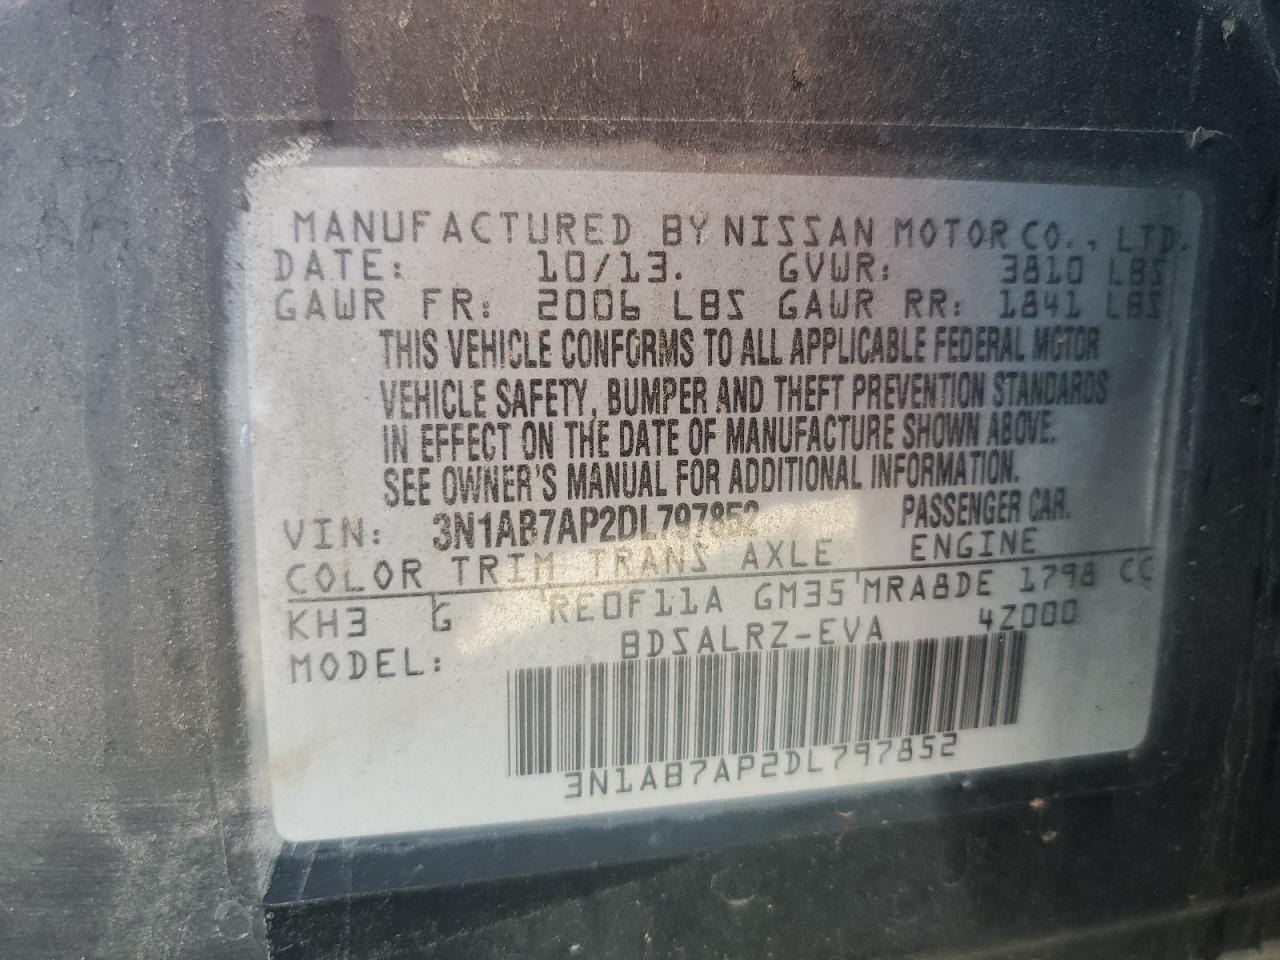 MANUFACTURED BY NISSAN MOTOR CO., LTD.
DATE: 10/13. GVWR: 3810 LBS
GAWR FR: 2006 LBS GAWR RR: 1841 LBS
THIS VEHICLE CONFORMS TO ALL APPLICABLE FEDERAL MOTOR
VEHICLE SAFETY, BUMPER AND THEFT PREVENTION STANDARDS
IN EFFECT ON THE DATE OF MANUFACTURE SHOWN ABOVE.
SEE OWNER'S MANUAL FOR ADDITIONAL INFORMATION.
VIN: 3N1AB7AP2DL797852 PASSENGER CAR.
COLOR TRIM TRANS AXLE ENGINE
KH3 G RE0F11A GM35 MRA8DE 1798 CC
MODEL: BDSALRZ-EVA 4Z000
3N1AB7AP2DL797852